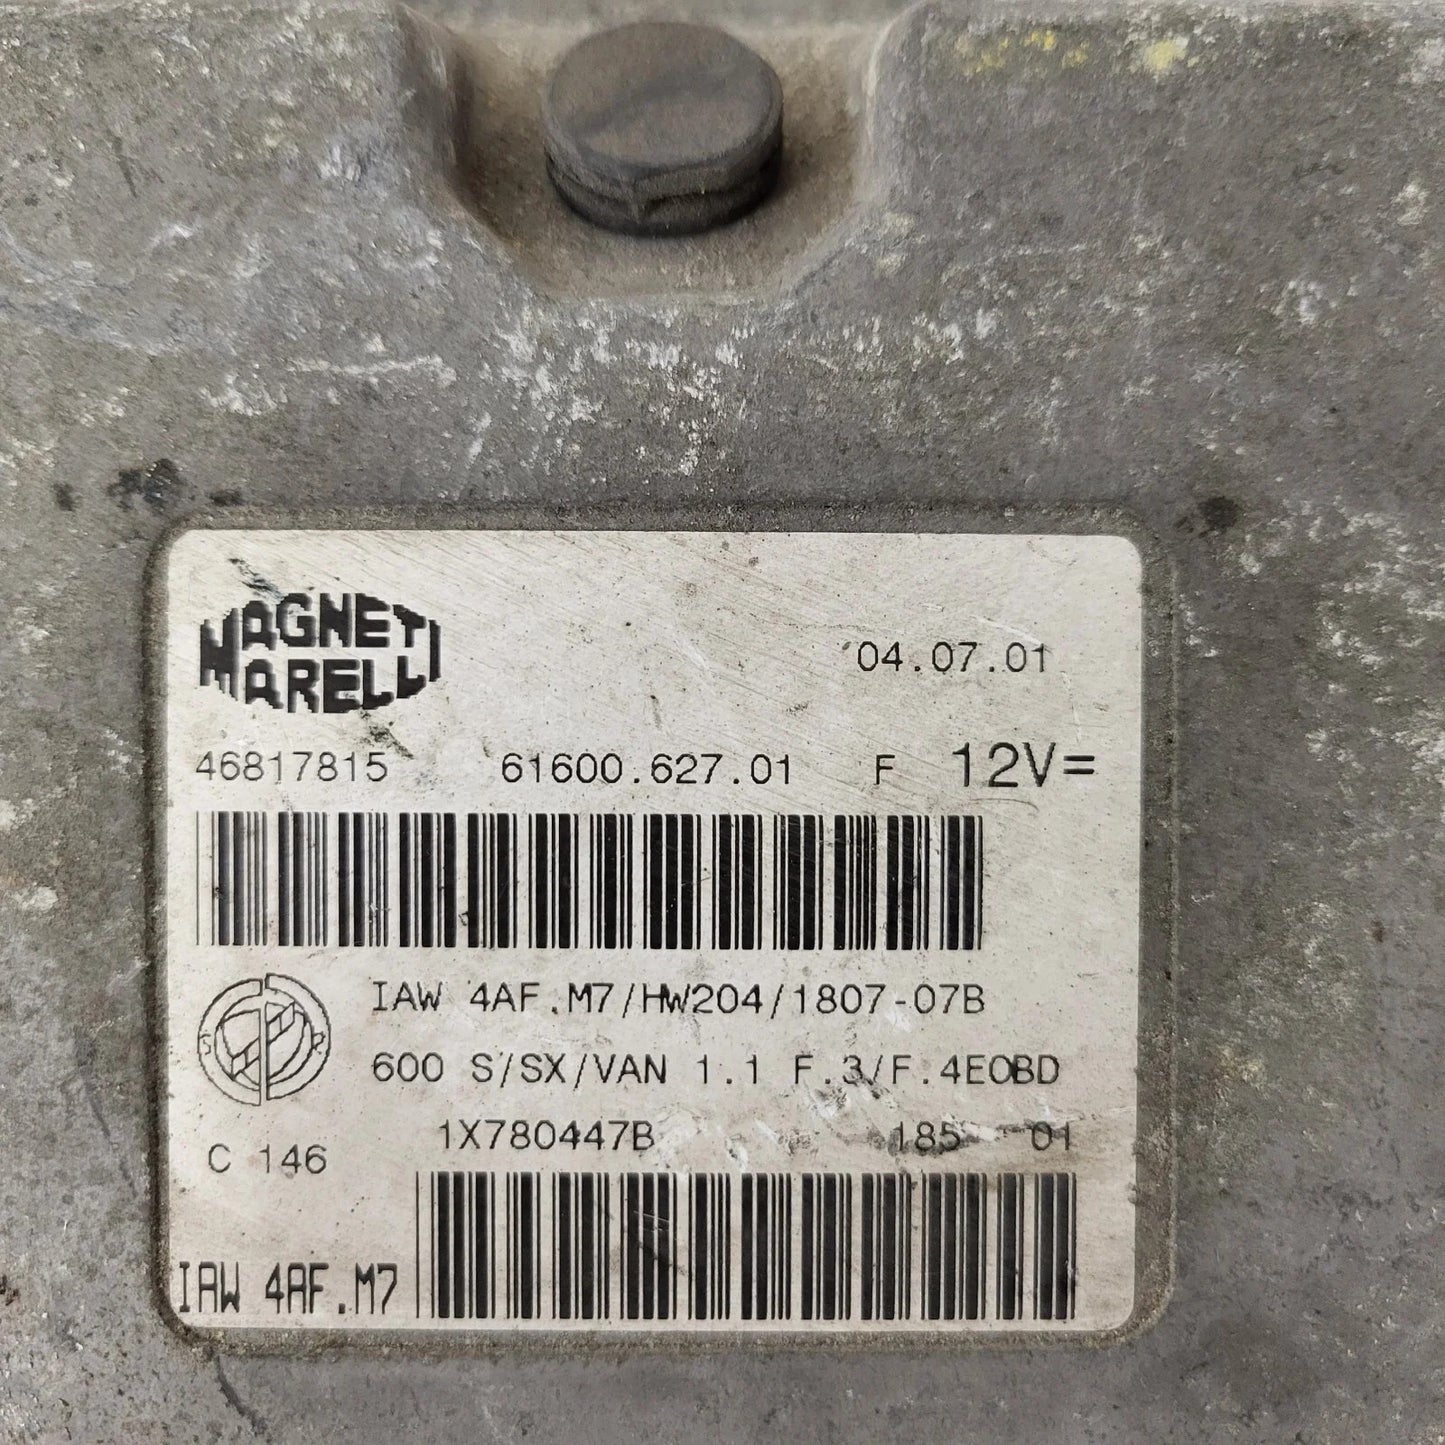 MAGNETI
MARELLI
04.07.01
46817815 61600.627.01 F 12V=
IAW 4AF.M7/HW204/1807-07B
S R
600 S/SX/VAN 1.1 F.3/F.4EOBD
1X780447B 185 01
C 146
IAW 4AF.M7